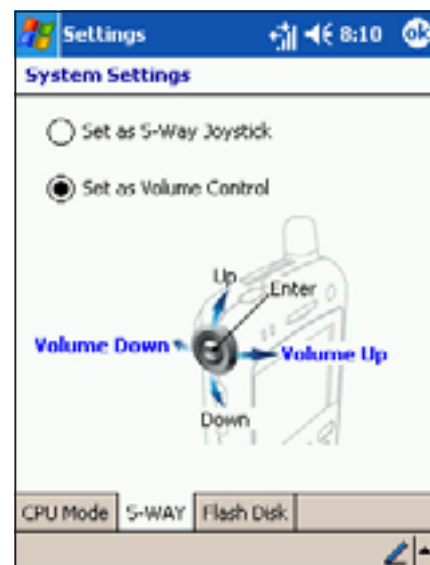 Settings 8:10 ok
System Settings
Set as 5-Way Joystick
Set as Volume Control
Up
Enter
Volume Down
Volume Up
Down
CPU Mode 5-WAY Flash Disk